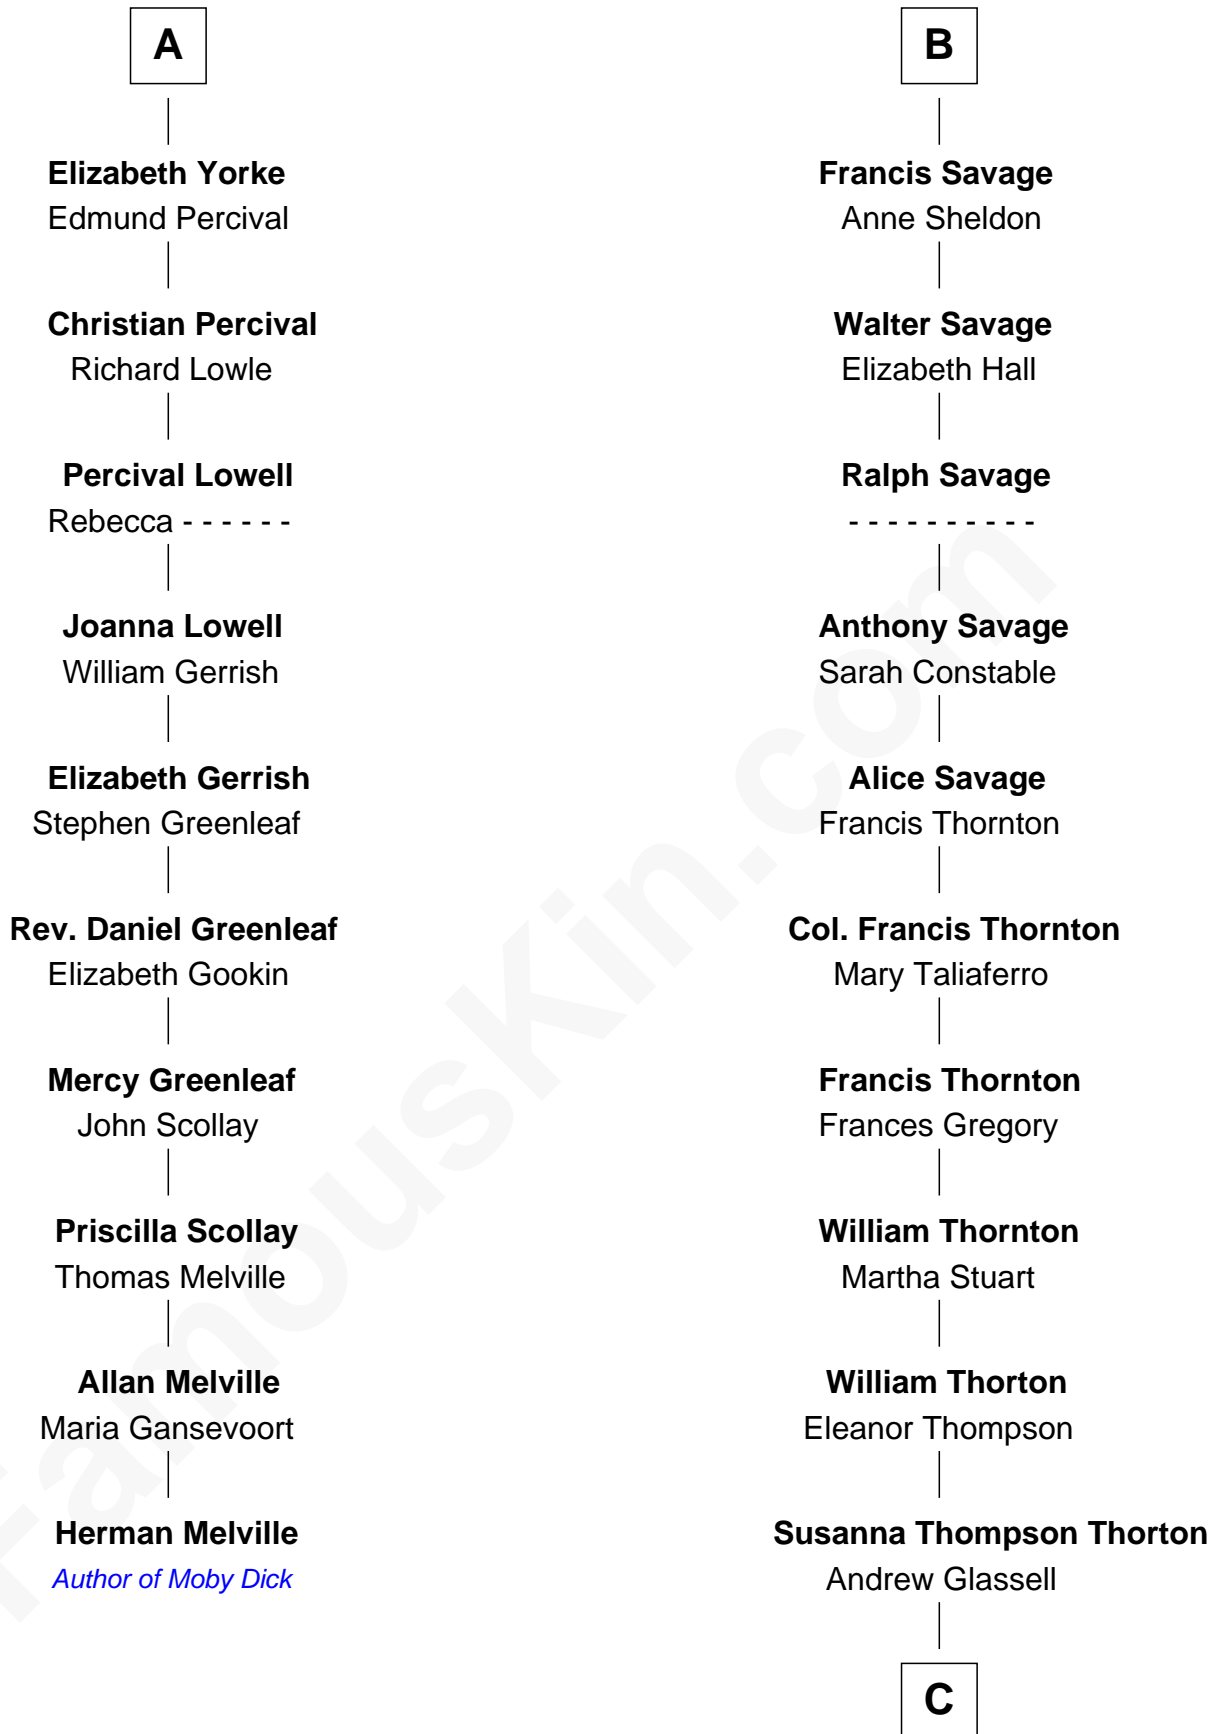 A
Elizabeth Yorke
Edmund Percival
Christian Percival
Richard Lowle
Percival Lowell
Rebecca - - - - - -
Joanna Lowell
William Gerrish
Elizabeth Gerrish
Stephen Greenleaf
Rev. Daniel Greenleaf
Elizabeth Gookin
Mercy Greenleaf
John Scollay
Priscilla Scollay
Thomas Melville
Allan Melville
Maria Gansevoort
Herman Melville
Author of Moby Dick
B
Francis Savage
Anne Sheldon
Walter Savage
Elizabeth Hall
Ralph Savage
- - - - - - - - - -
Anthony Savage
Sarah Constable
Alice Savage
Francis Thornton
Col. Francis Thornton
Mary Taliaferro
Francis Thornton
Frances Gregory
William Thornton
Martha Stuart
William Thorton
Eleanor Thompson
Susanna Thompson Thorton
Andrew Glassell
C
FamousKin.com